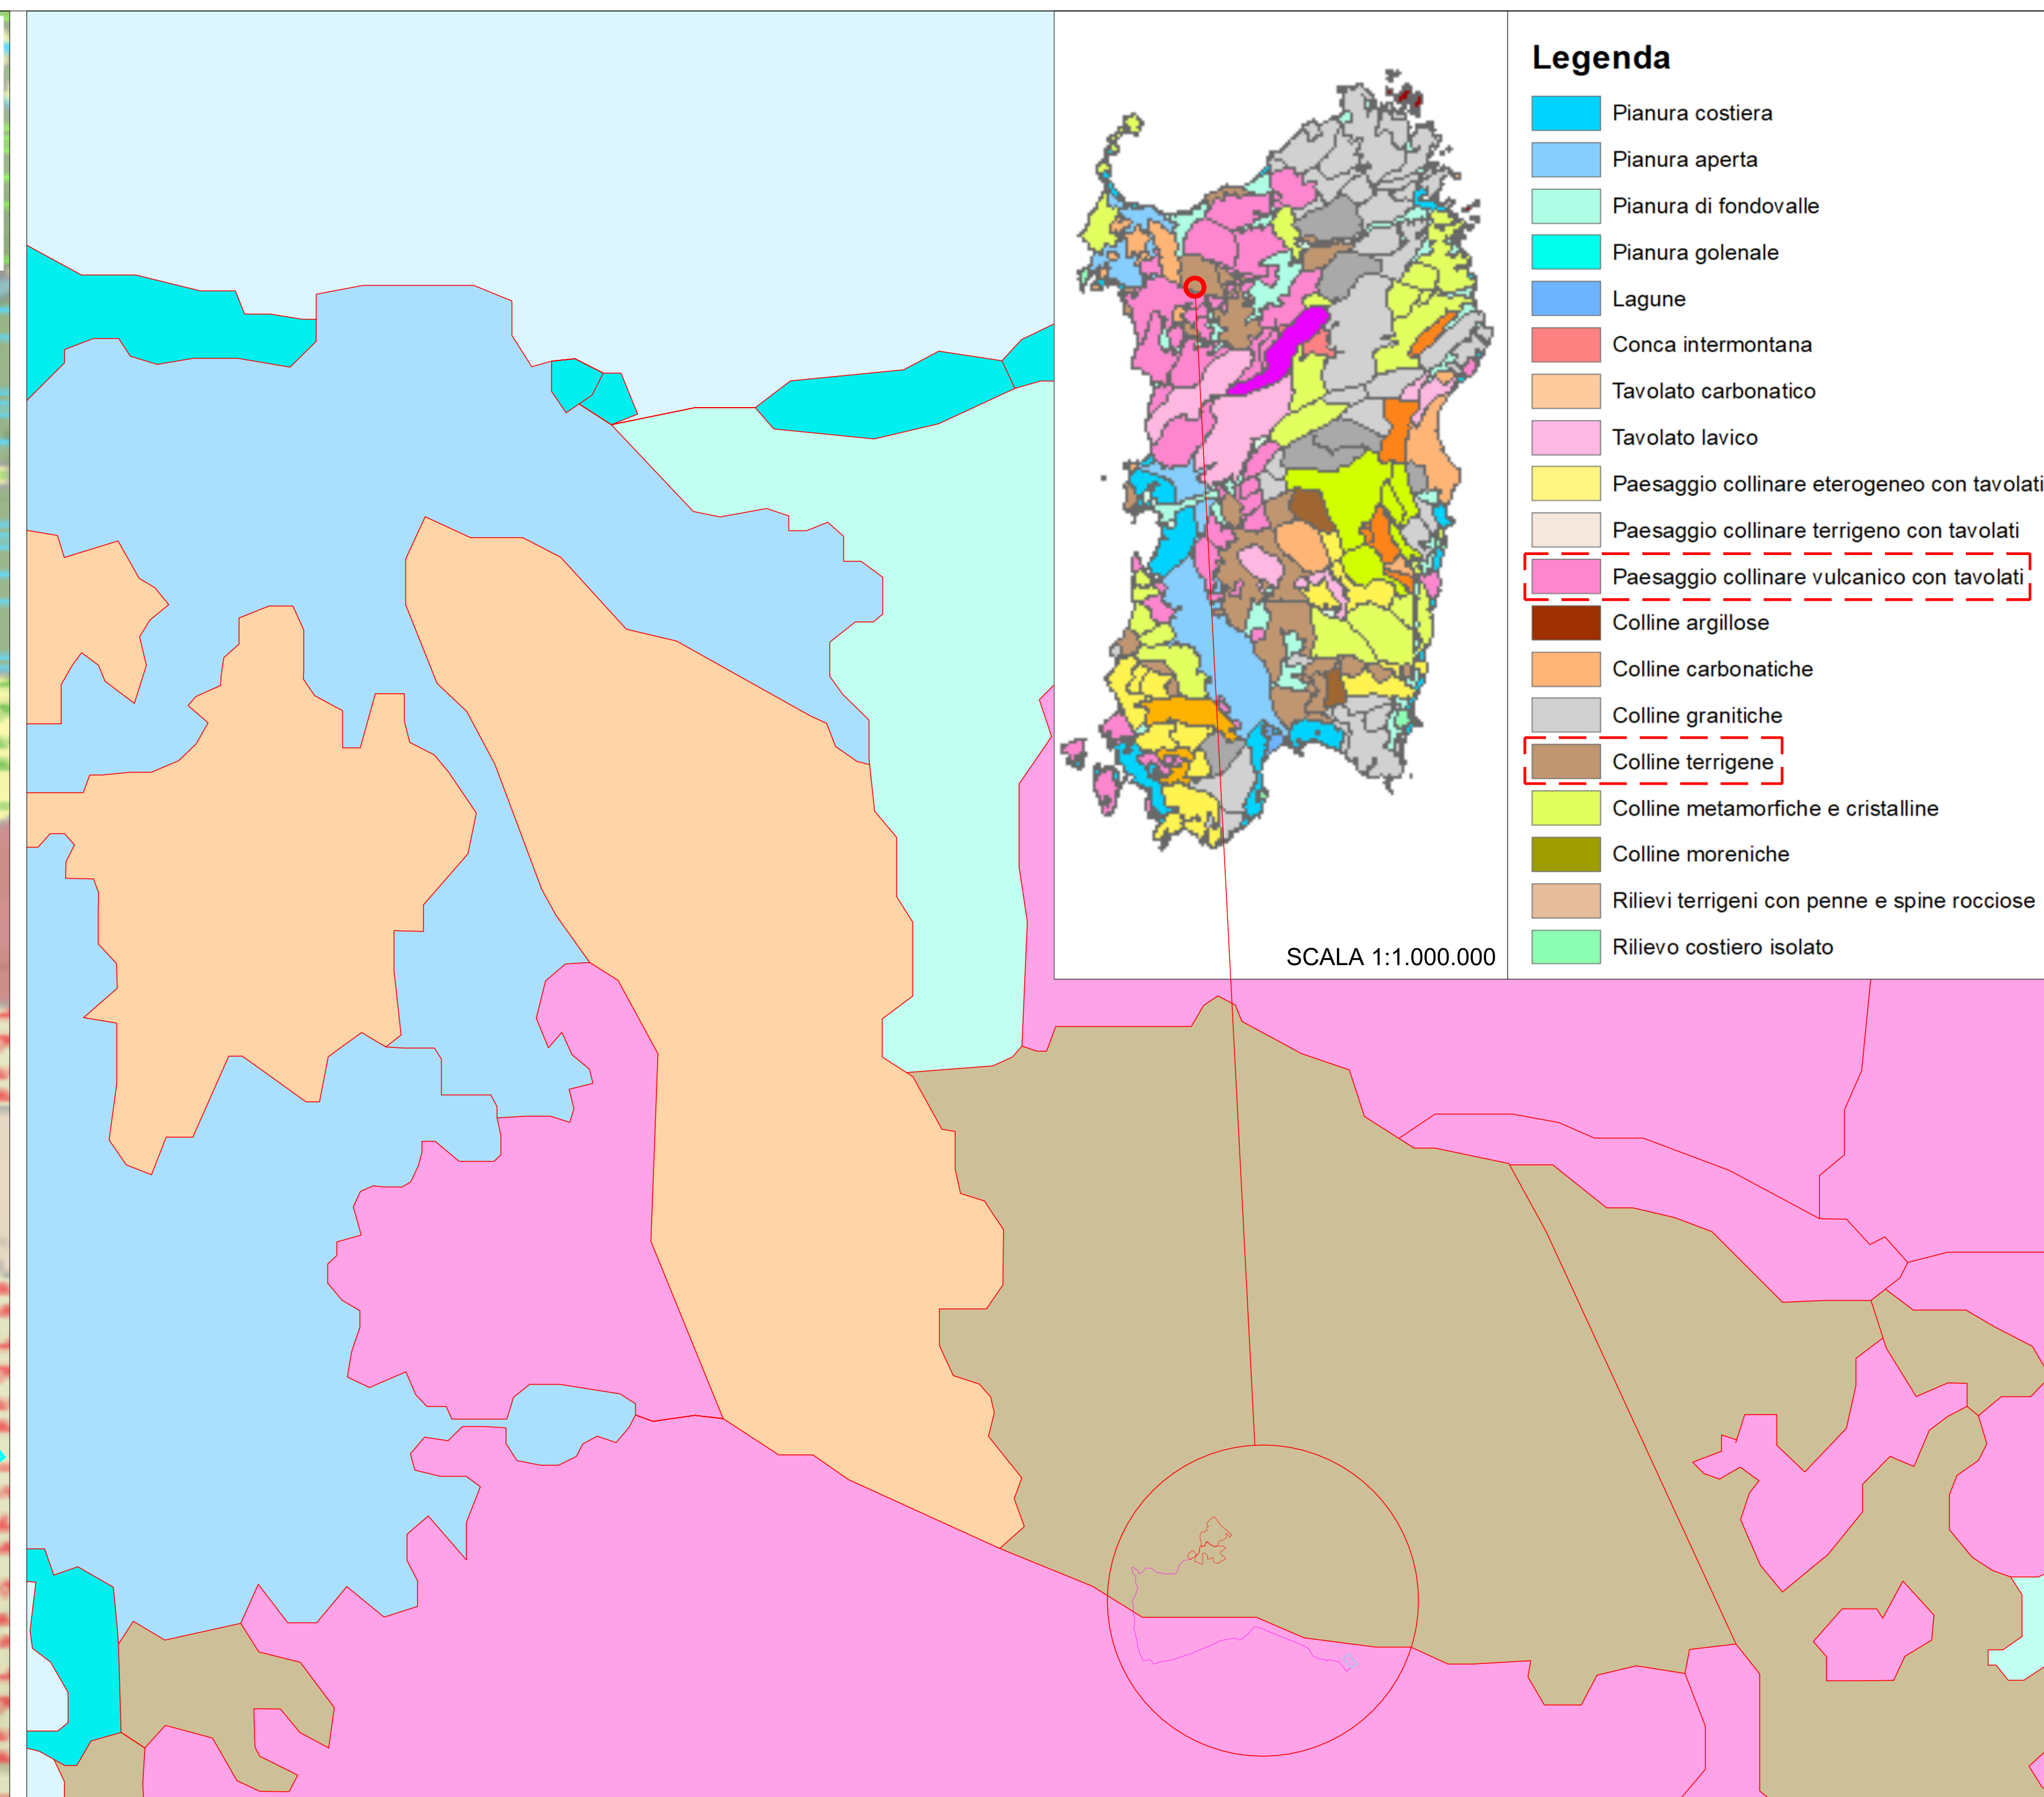 Legenda
Pianura costiera
Pianura aperta
Pianura di fondovalle
Pianura golenale
Lagune
Conca intermontana
Tavolato carbonatico
Tavolato lavico
Paesaggio collinare eterogeneo con tavolati
Paesaggio collinare terrigeno con tavolati
Paesaggio collinare vulcanico con tavolati
Colline argillose
Colline carbonatiche
Colline granitiche
Colline terrigene
Colline metamorfiche e cristalline
Colline moreniche
Rilievi terrigeni con penne e spine rocciose
Rilievo costiero isolato
SCALA 1:1.000.000